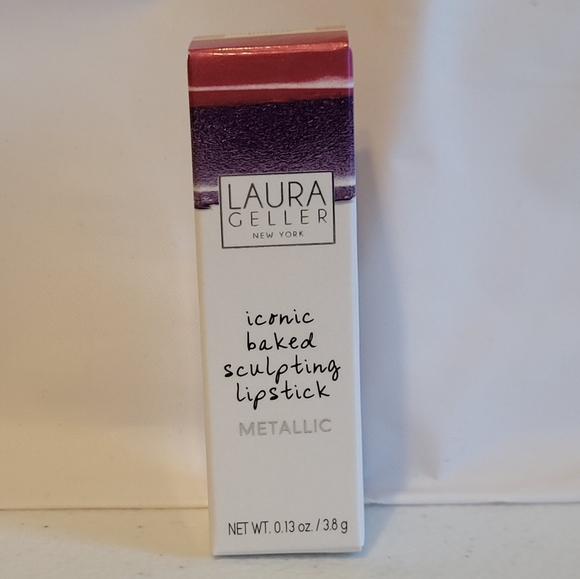 LAURA
GELLER
NEW YORK
iconic
baked
sculpting
lipstick
METALLIC
NET WT. 0.13 oz. / 3.8 g